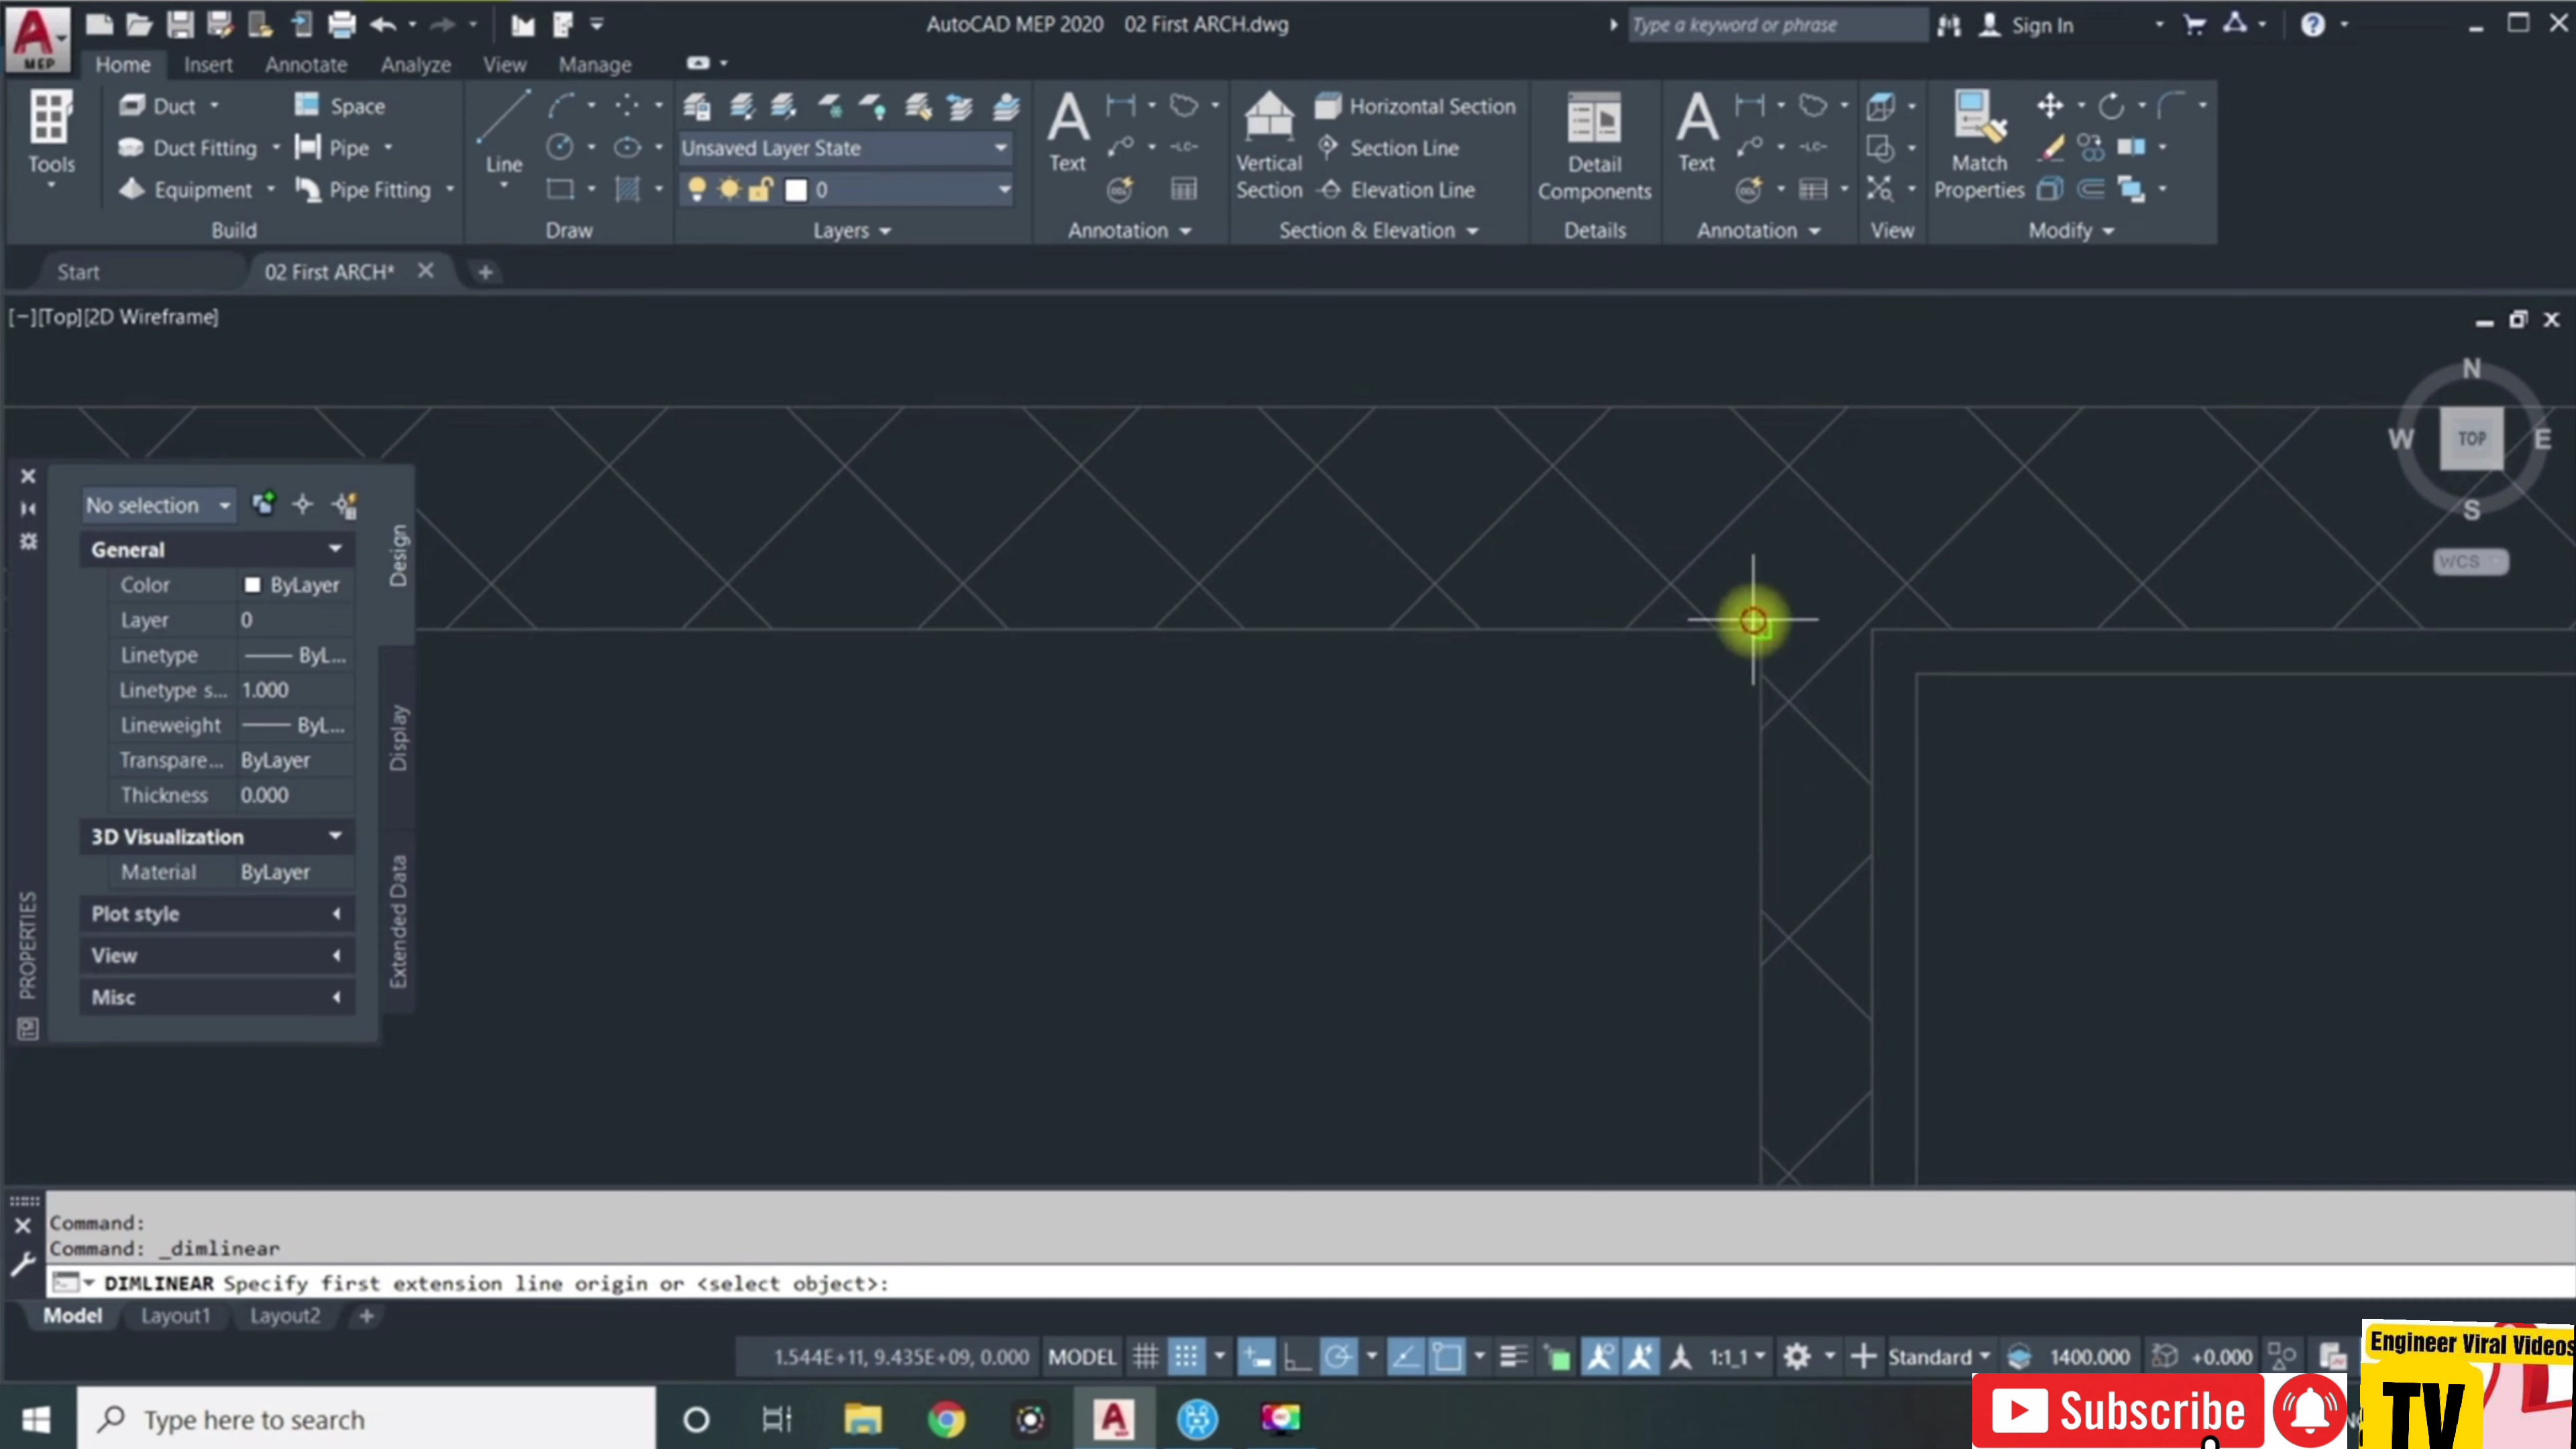 AutoCAD MEP 2020 02 First ARCH.dwg
Type a keyword or phrase
Sign In
MEP
Home Insert Annotate Analyze View Manage
Tools
Duct
Duct Fitting
Equipment
Space
Pipe
Pipe Fitting
Build
Line
Draw
Unsaved Layer State
0
Layers
A
Text
-LC-
Annotation
Vertical Section
Horizontal Section
Section Line
Elevation Line
Section & Elevation
Detail Components
Details
A
Text
-LC-
Annotation
View
Match Properties
Modify
Start
02 First ARCH*
[−][Top][2D Wireframe]
N
W TOP E
S
WCS
No selection
General
Color ByLayer
Layer 0
Linetype ByL...
Linetype s... 1.000
Lineweight ByL...
Transpare... ByLayer
Thickness 0.000
3D Visualization
Material ByLayer
Plot style
View
Misc
Design
Display
Extended Data
PROPERTIES
Command:
Command: _dimlinear
DIMLINEAR Specify first extension line origin or <select object>:
Model Layout1 Layout2 +
1.544E+11, 9.435E+09, 0.000 MODEL
1:1_1
Standard
1400.000
+0.000
Engineer Viral Videos
TV
Subscribe
Type here to search
A
MEP